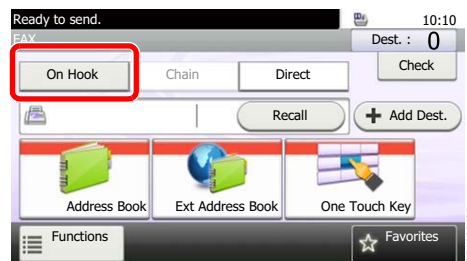 Ready to send.
10:10
FAX
Dest. : 0
On Hook
Chain
Direct
Check
Recall
Add Dest.
Address Book
Ext Address Book
One Touch Key
Functions
Favorites